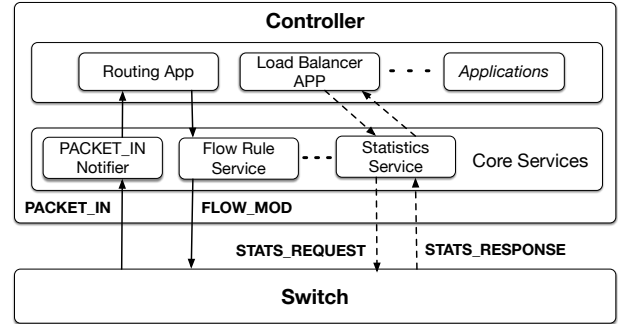 Controller
Routing App
Load Balancer
APP
Applications
PACKET_IN
Notifier
Flow Rule
Service
Statistics
Service
Core Services
PACKET_IN
FLOW_MOD
STATS_REQUEST
STATS_RESPONSE
Switch